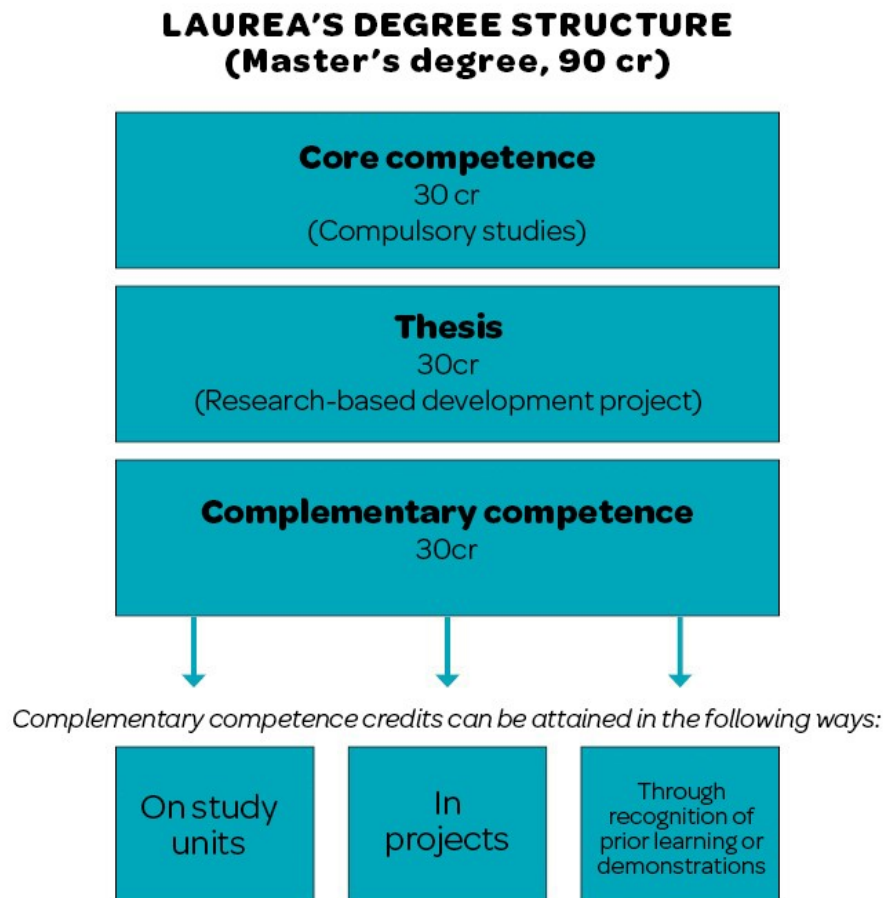 LAUREA'S DEGREE STRUCTURE
(Master's degree, 90 cr)
Core competence
30 cr
(Compulsory studies)
Thesis
30cr
(Research-based development project)
Complementary competence
30cr
Complementary competence credits can be attained in the following ways:
On study
units
In
projects
Through
recognition of
prior learning or
demonstrations